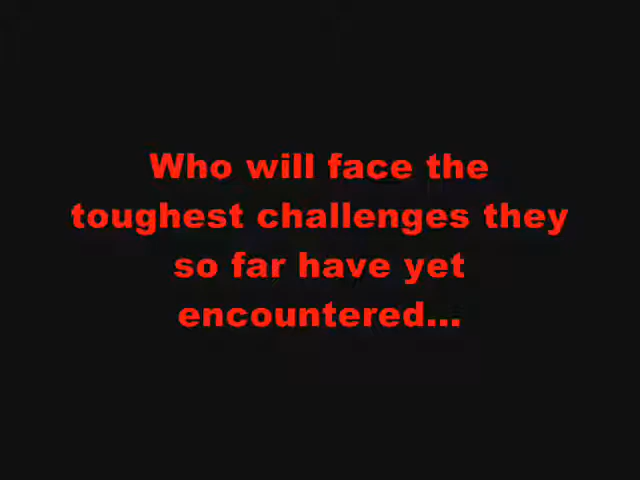 Who will face the
toughest challenges they
so far have yet
encountered...